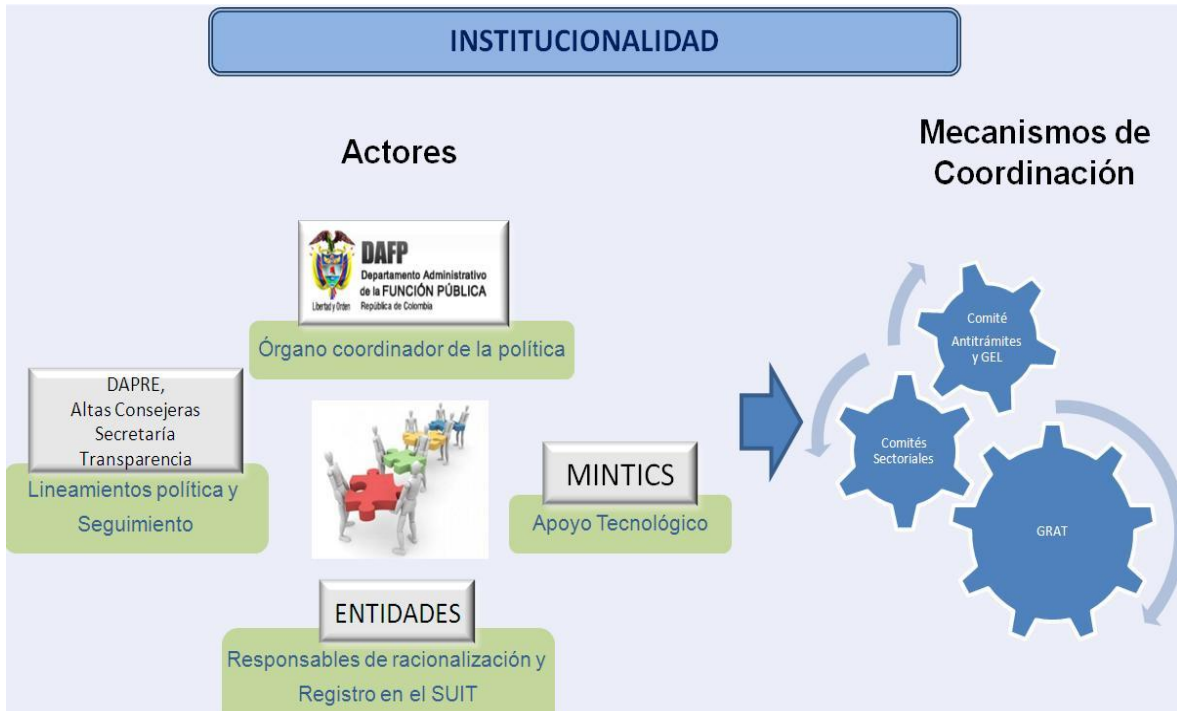 INSTITUCIONALIDAD
Actores
DAFP
Departamento Administrativo
de la FUNCIÓN PÚBLICA
Libertad y Orden
República de Colombia
Órgano coordinador de la política
DAPRE,
Altas Consejeras
Secretaría
Transparencia
Lineamientos política y
Seguimiento
MINTICS
Apoyo Tecnológico
ENTIDADES
Responsables de racionalización y
Registro en el SUIT
Mecanismos de
Coordinación
Comité
Antitrámites
y GEL
Comités
Sectoriales
GRAT